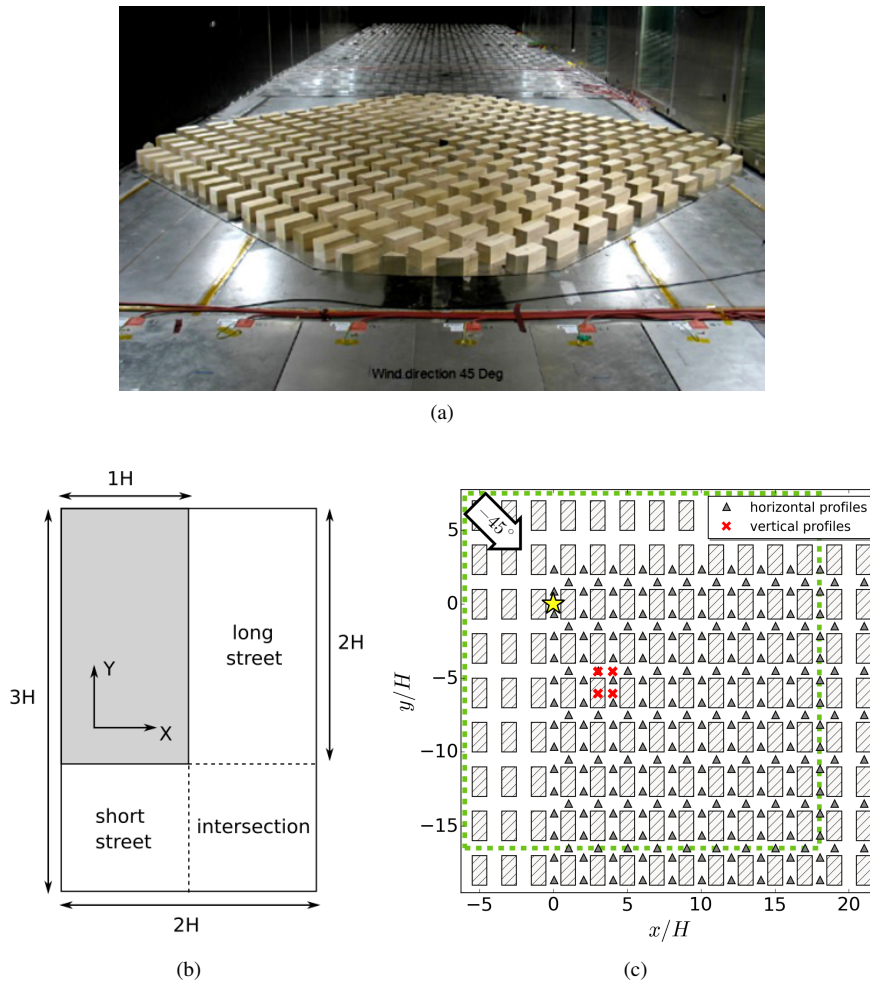 Wind direction 45 Deg
(a)
1H
3H
2H
long
street
Y
X
short
street
intersection
2H
(b)
−45°
horizontal profiles
vertical profiles
5
0
−5
−10
−15
y/H
−5 0 5 10 15 20
x/H
(c)